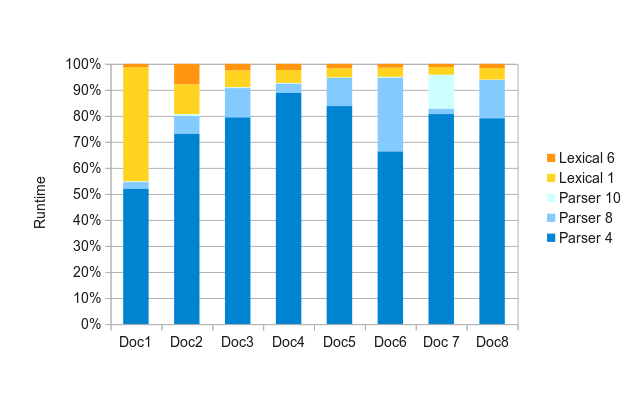 100%
90%
80%
70%
60%
50%
40%
30%
20%
10%
0%
Runtime
Doc1 Doc2 Doc3 Doc4 Doc5 Doc6 Doc 7 Doc8
Lexical 6
Lexical 1
Parser 10
Parser 8
Parser 4